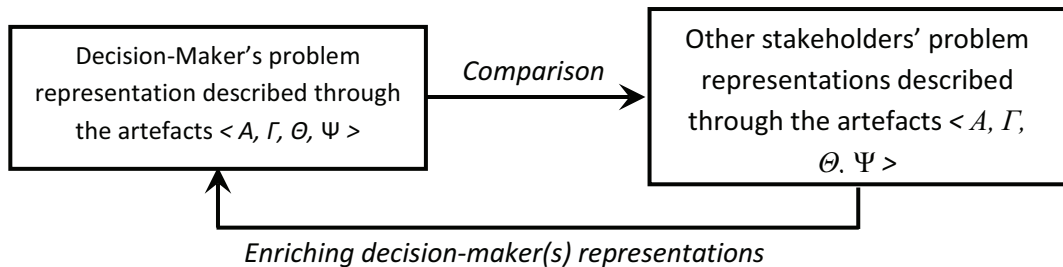 Decision-Maker’s problem
representation described through
the artefacts < A, Γ, Θ, Ψ >
Comparison
Other stakeholders’ problem
representations described
through the artefacts < A, Γ,
Θ. Ψ >
Enriching decision-maker(s) representations